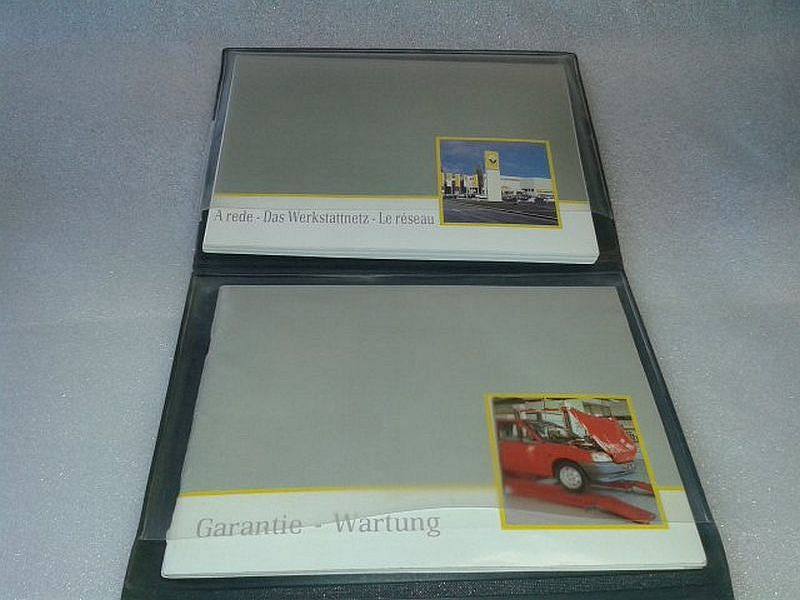 A rede - Das Werkstattnetz - Le réseau
Garantie - Wartung